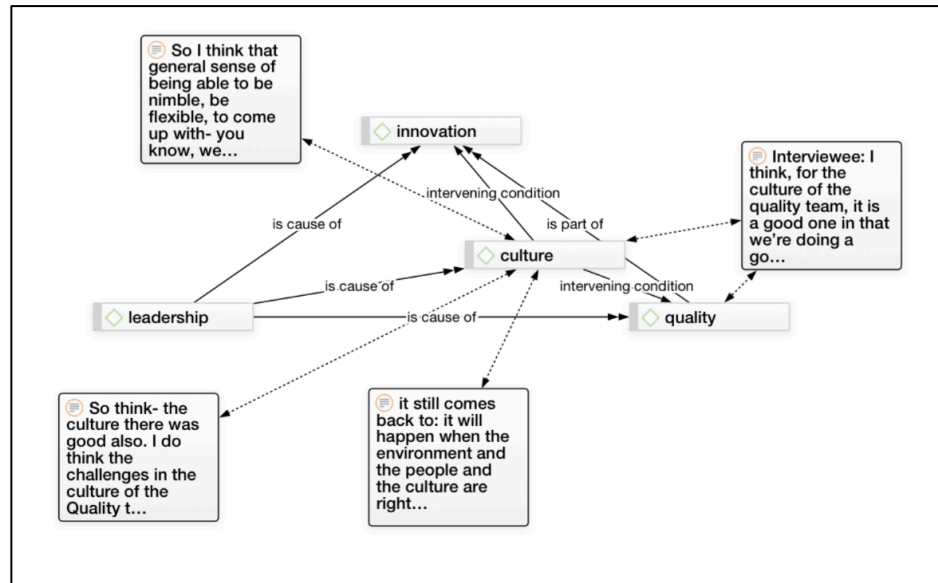 So I think that
general sense of
being able to be
nimble, be
flexible, to come
up with- you
know, we…
innovation
Interviewee: I
think, for the
culture of the
quality team, it is
a good one in that
we’re doing a
go…
intervening condition
is cause of
is part of
culture
is cause of
intervening condition
leadership
is cause of
quality
So think- the
culture there was
good also. I do
think the
challenges in the
culture of the
Quality t…
it still comes
back to: it will
happen when the
environment and
the people and
the culture are
right…